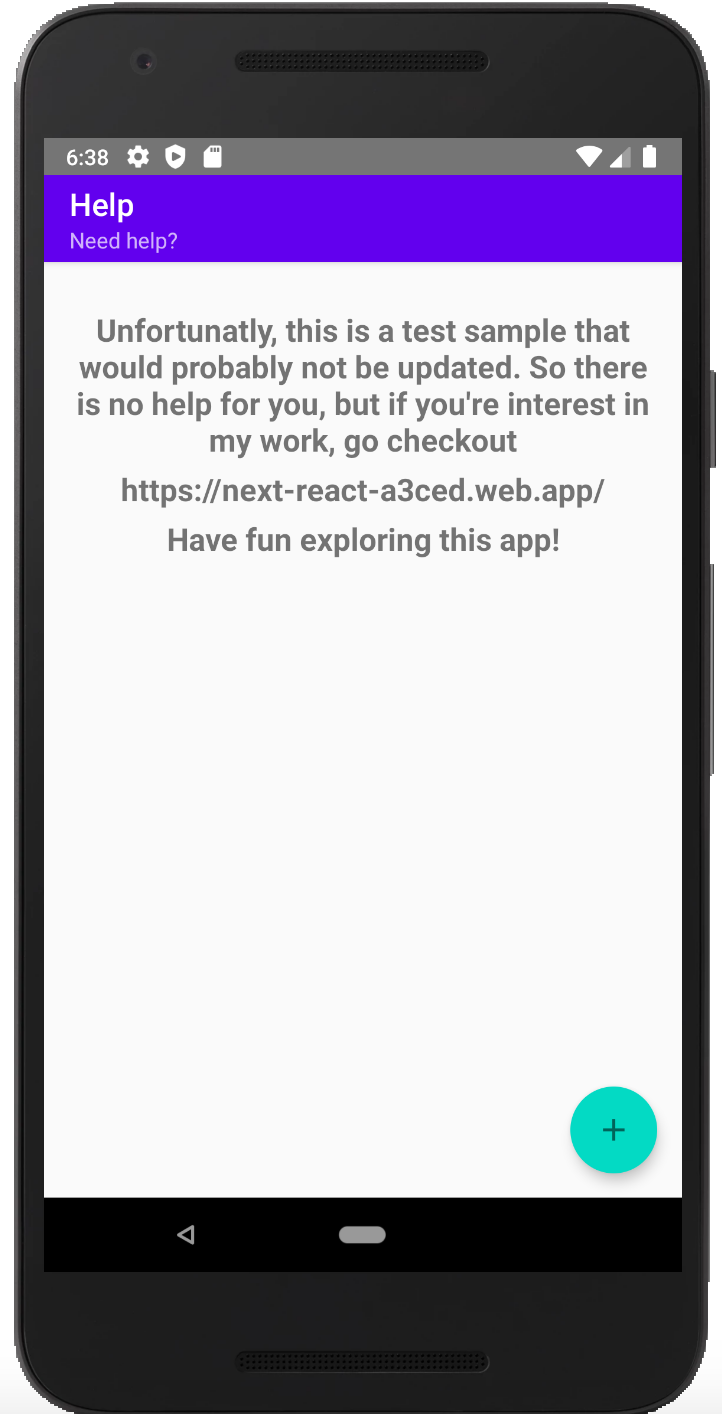 6:38
Help
Need help?
Unfortunatly, this is a test sample that
would probably not be updated. So there
is no help for you, but if you're interest in
my work, go checkout
https://next-react-a3ced.web.app/
Have fun exploring this app!